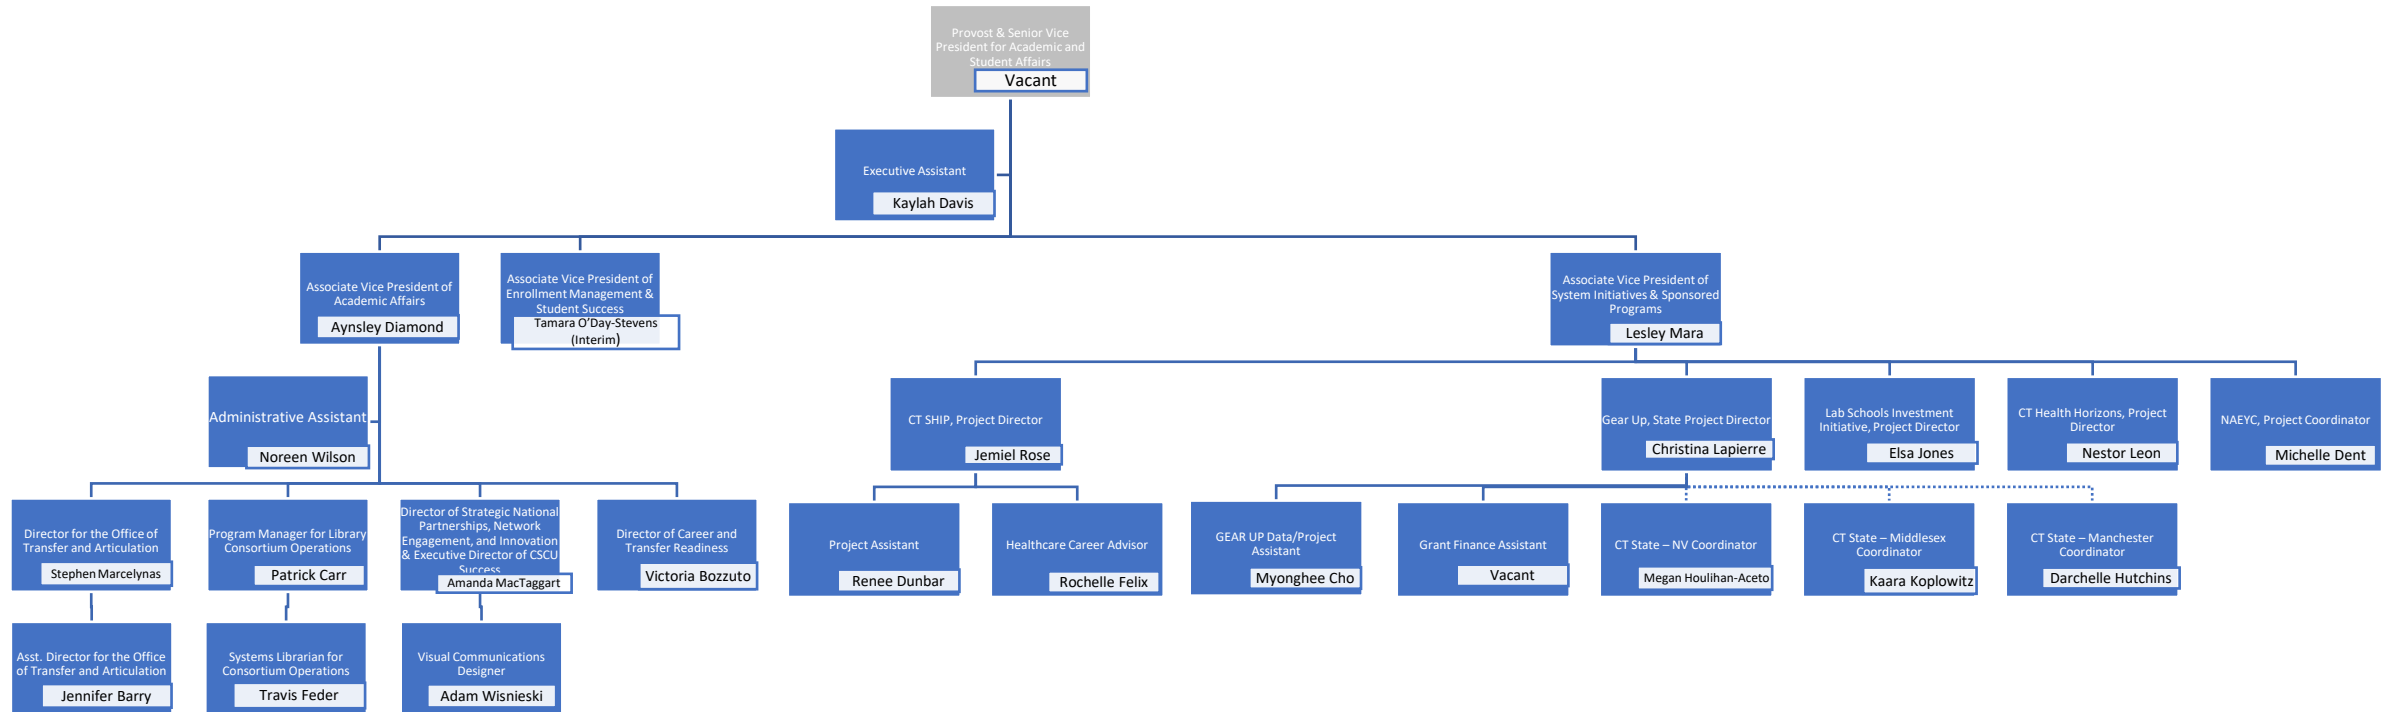 Provost & Senior Vice
President for Academic and
Student Affairs
Vacant
Executive Assistant
Kaylah Davis
Associate Vice President of
Academic Affairs
Aynsley Diamond
Associate Vice President of
Enrollment Management &
Student Success
Tamara O'Day-Stevens
(Interim)
Associate Vice President of
System Initiatives & Sponsored
Programs
Lesley Mara
Administrative Assistant
Noreen Wilson
CT SHIP, Project Director
Jemiel Rose
Gear Up, State Project Director
Christina Lapierre
Lab Schools Investment
Initiative, Project Director
Elsa Jones
CT Health Horizons, Project
Director
Nestor Leon
NAEYC, Project Coordinator
Michelle Dent
Director for the Office of
Transfer and Articulation
Stephen Marcelynas
Program Manager for Library
Consortium Operations
Patrick Carr
Director of Strategic National
Partnerships, Network
Engagement, and Innovation
& Executive Director of CSCU
Success
Amanda MacTaggart
Director of Career and
Transfer Readiness
Victoria Bozzuto
Project Assistant
Renee Dunbar
Healthcare Career Advisor
Rochelle Felix
GEAR UP Data/Project
Assistant
Myonghee Cho
Grant Finance Assistant
Vacant
CT State – NV Coordinator
Megan Houlihan-Aceto
CT State – Middlesex
Coordinator
Kaara Koplowitz
CT State – Manchester
Coordinator
Darchelle Hutchins
Asst. Director for the Office
of Transfer and Articulation
Jennifer Barry
Systems Librarian for
Consortium Operations
Travis Feder
Visual Communications
Designer
Adam Wisnieski